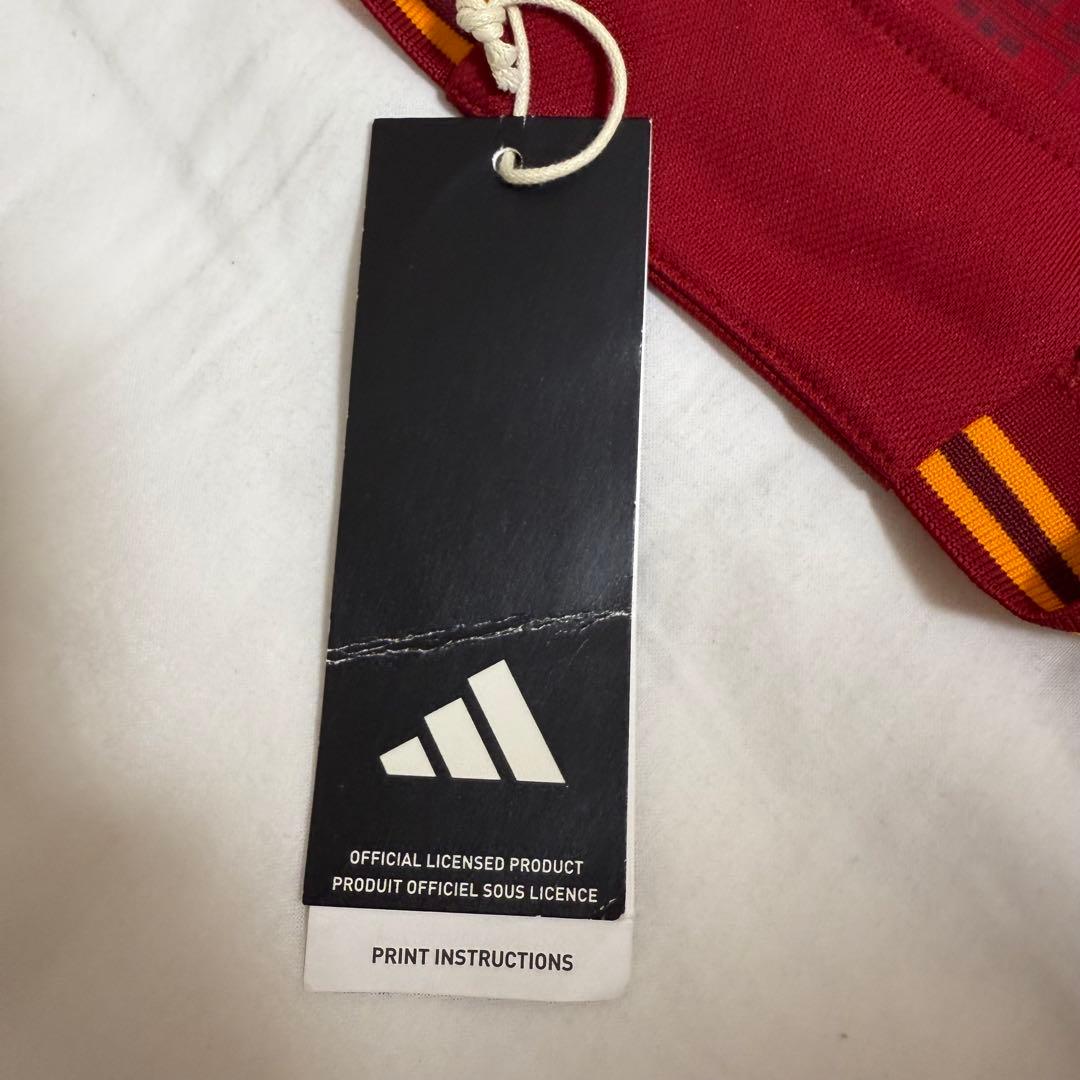 OFFICIAL LICENSED PRODUCT
PRODUIT OFFICIEL SOUS LICENCE
PRINT INSTRUCTIONS